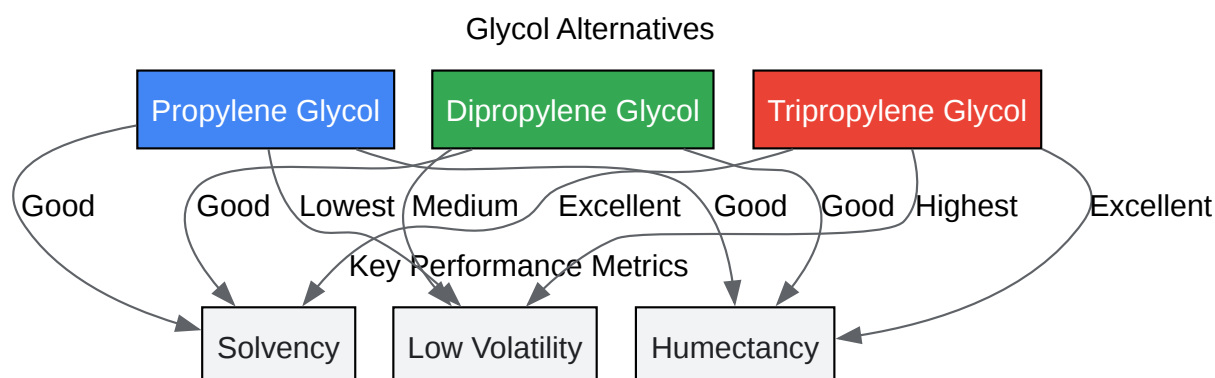 Glycol Alternatives
Propylene Glycol
Dipropylene Glycol
Tripropylene Glycol
Good
Good
Lowest
Medium
Excellent
Good
Good
Highest
Excellent
Key Performance Metrics
Solvency
Low Volatility
Humectancy